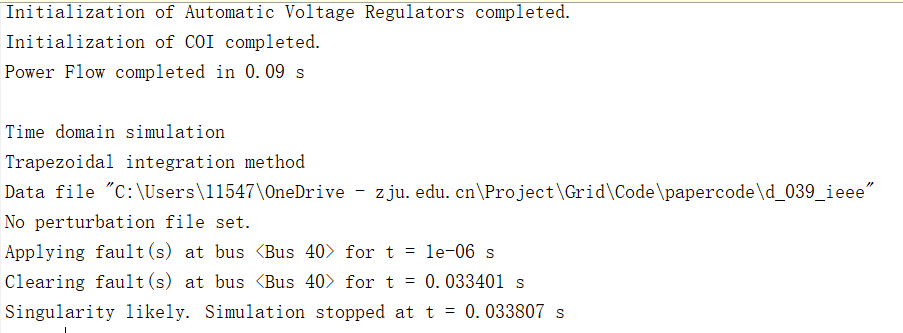 Initialization of Automatic Voltage Regulators completed.
Initialization of COI completed.
Power Flow completed in 0.09 s
Time domain simulation
Trapezoidal integration method
Data file "C:\Users\11547\OneDrive - zju.edu.cn\Project\Grid\Code\papercode\d_039_ieee"
No perturbation file set.
Applying fault(s) at bus <Bus 40> for t = 1e-06 s
Clearing fault(s) at bus <Bus 40> for t = 0.033401 s
Singularity likely. Simulation stopped at t = 0.033807 s